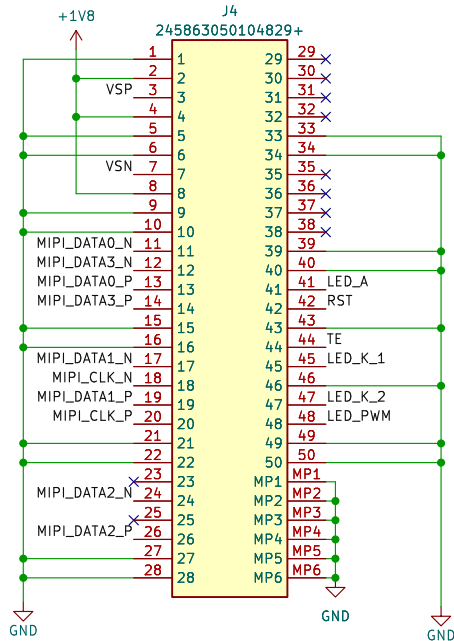 +1V8
J4
245863050104829+
1 1 29 29
2 2 30 30
VSP 3 3 31 31
4 4 32 32
5 5 33 33
6 6 34 34
VSN 7 7 35 35
8 8 36 36
9 9 37 37
10 10 38 38
MIPI_DATA0_N 11 11 39 39
MIPI_DATA3_N 12 12 40 40
MIPI_DATA0_P 13 13 41 41 LED_A
MIPI_DATA3_P 14 14 42 42 RST
15 15 43 43
16 16 44 44 TE
MIPI_DATA1_N 17 17 45 45 LED_K_1
MIPI_CLK_N 18 18 46 46
MIPI_DATA1_P 19 19 47 47 LED_K_2
MIPI_CLK_P 20 20 48 48 LED_PWM
21 21 49 49
22 22 50 50
23 23 MP1 MP1
MIPI_DATA2_N 24 24 MP2 MP2
25 25 MP3 MP3
MIPI_DATA2_P 26 26 MP4 MP4
27 27 MP5 MP5
28 28 MP6 MP6
GND
GND
GND